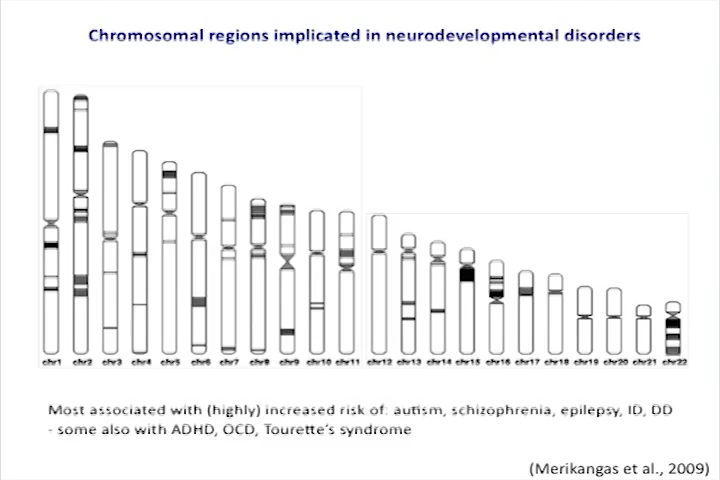 Chromosomal regions implicated in neurodevelopmental disorders
chr1 chr2 chr3 chr4 chr5 chr6 chr7 chr8 chr9 chr10 chr11 chr12 chr13 chr14 chr15 chr16 chr17 chr18 chr19 chr20 chr21 chr22
Most associated with (highly) increased risk of: autism, schizophrenia, epilepsy, ID, DD
- some also with ADHD, OCD, Tourette's syndrome
(Merikangas et al., 2009)